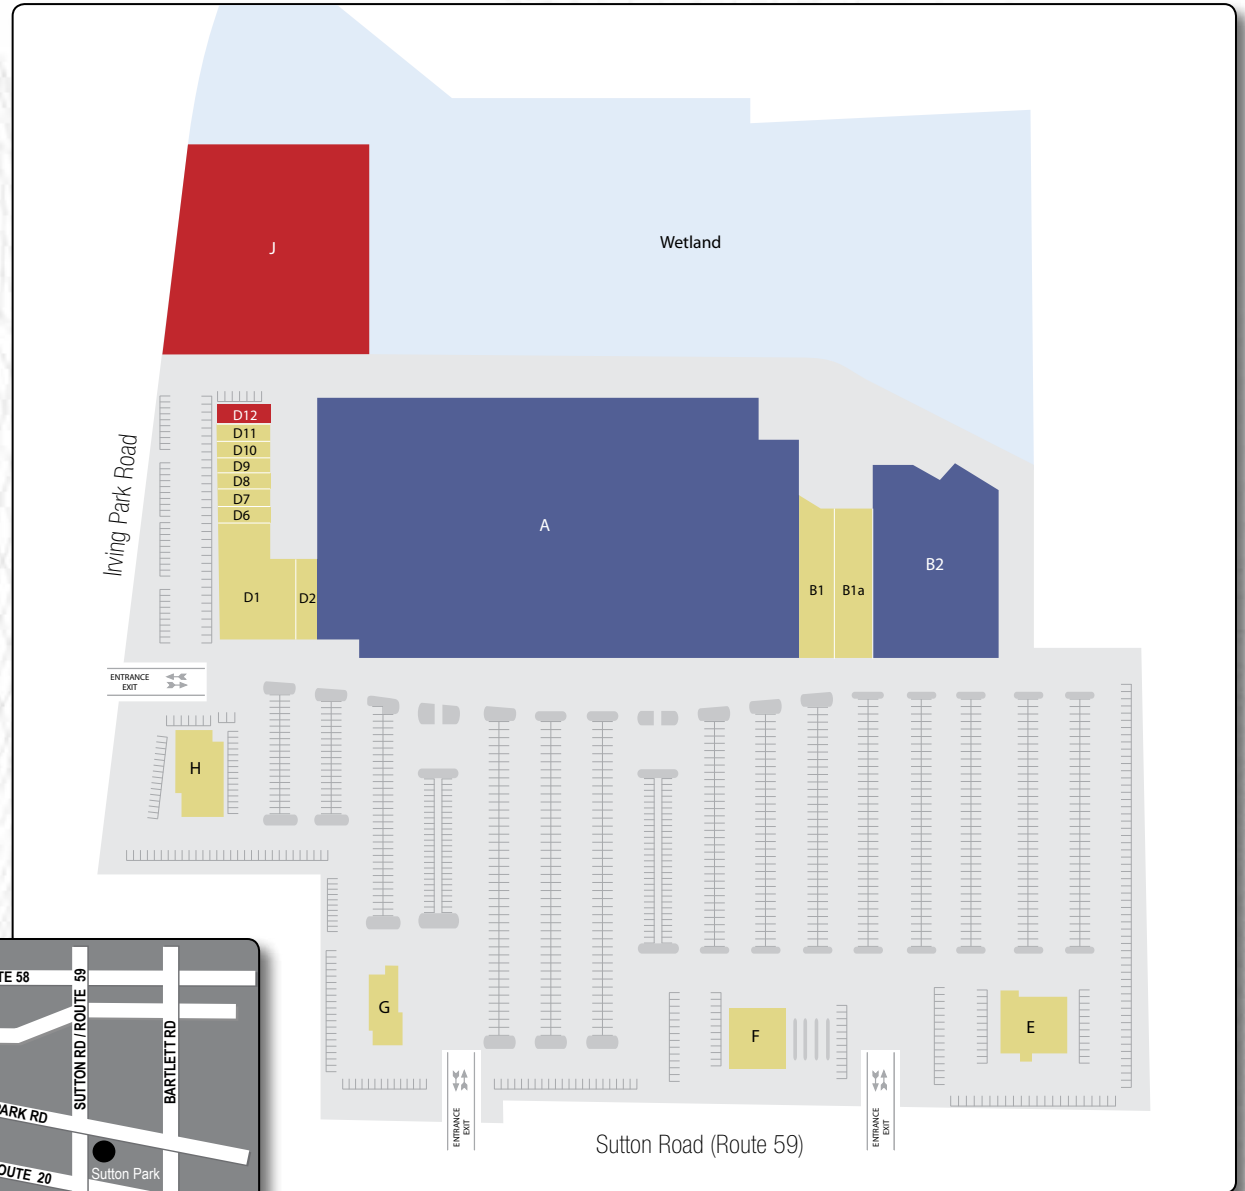 Wetland
J
D12
D11
D10
D9
D8
D7
D6
D1
D2
A
B1
B1a
B2
Irving Park Road
ENTRANCE
EXIT
H
G
F
E
ENTRANCE
EXIT
ENTRANCE
EXIT
Sutton Road (Route 59)
TE 58
SUTTON RD / ROUTE 59
BARTLETT RD
PARK RD
OUTE 20
Sutton Park